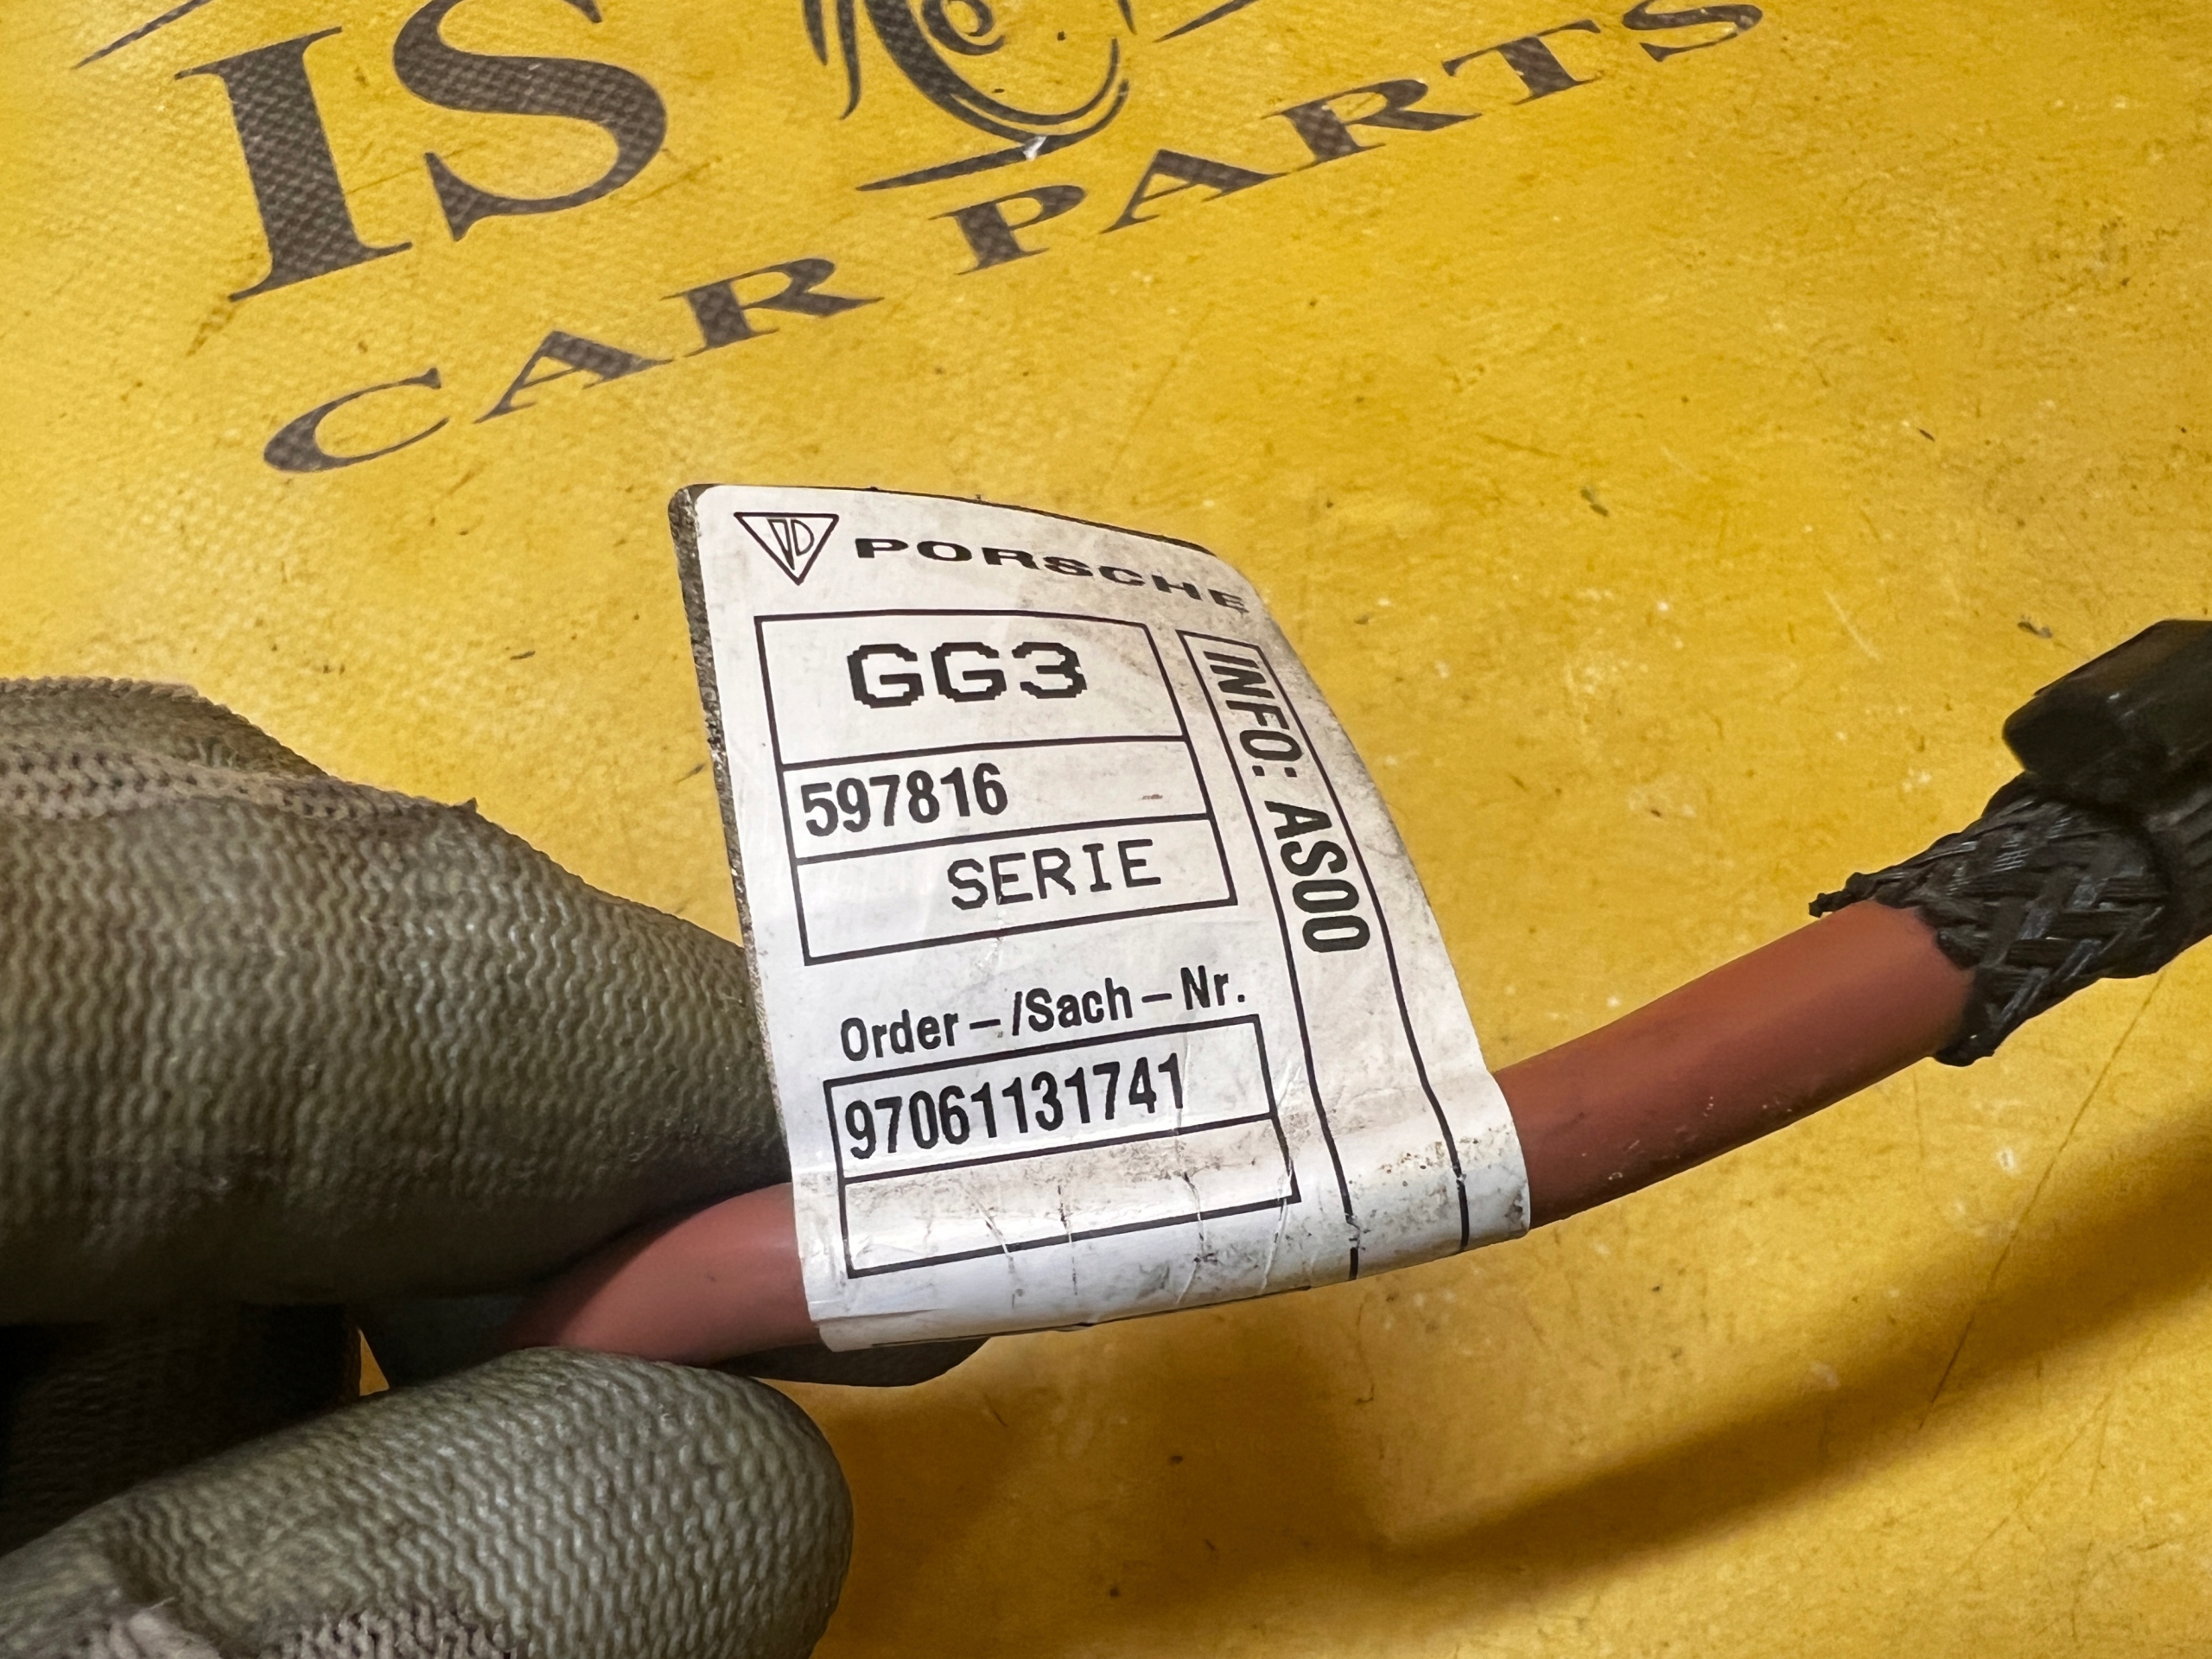 IS
CAR PARTS
PORSCHE
GG3
597816
SERIE
INFO: AS00
Order-/Sach-Nr.
97061131741